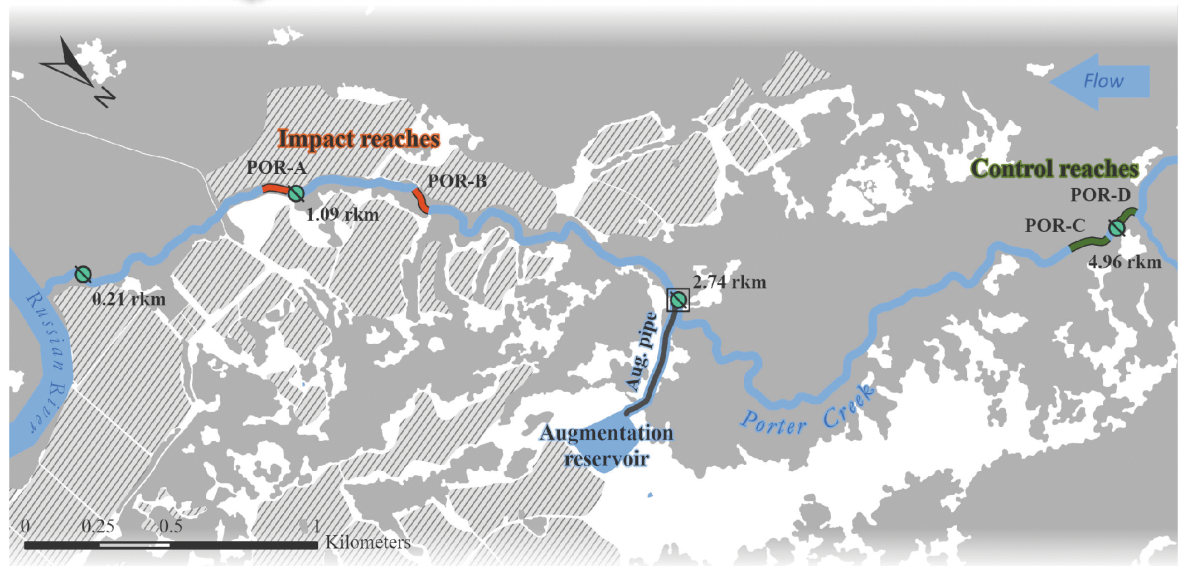 Flow
N
Impact reaches
POR-A
POR-B
1.09 rkm
Control reaches
POR-D
POR-C
4.96 rkm
0.21 rkm
2.74 rkm
Russian River
Aug. pipe
Porter Creek
Augmentation
reservoir
0 0.25 0.5 1
Kilometers